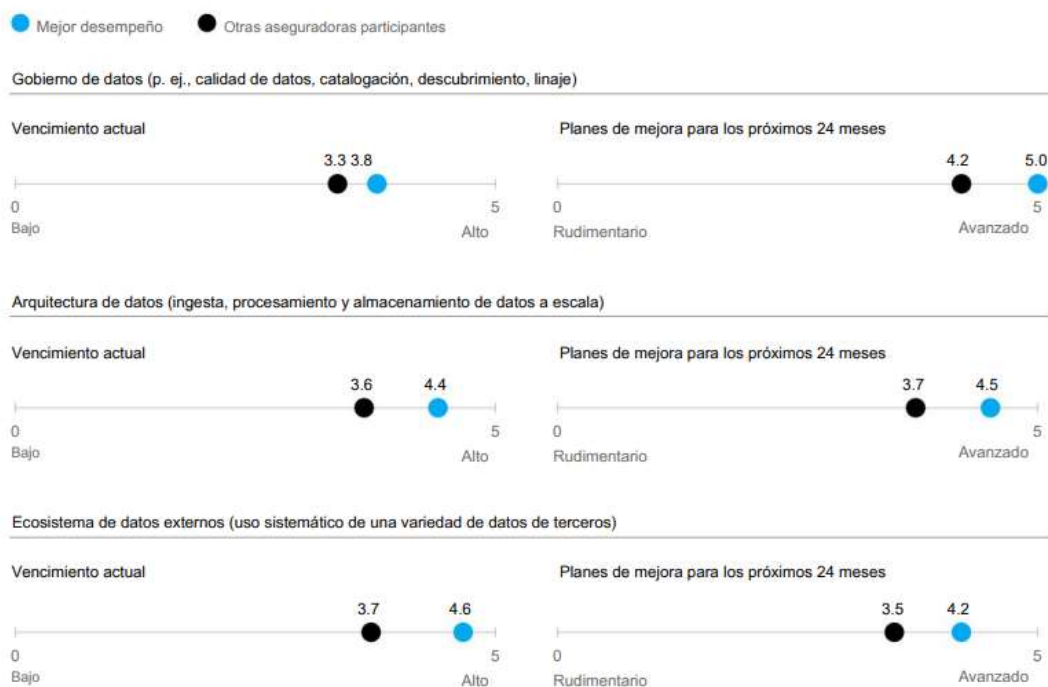 Mejor desempeño Otras aseguradoras participantes
Gobierno de datos (p. ej., calidad de datos, catalogación, descubrimiento, linaje)
Vencimiento actual Planes de mejora para los próximos 24 meses
3.3 3.8 4.2 5.0
0 5 0 5
Bajo Alto Rudimentario Avanzado
Arquitectura de datos (ingesta, procesamiento y almacenamiento de datos a escala)
Vencimiento actual Planes de mejora para los próximos 24 meses
3.6 4.4 3.7 4.5
0 5 0 5
Bajo Alto Rudimentario Avanzado
Ecosistema de datos externos (uso sistemático de una variedad de datos de terceros)
Vencimiento actual Planes de mejora para los próximos 24 meses
3.7 4.6 3.5 4.2
0 5 0 5
Bajo Alto Rudimentario Avanzado